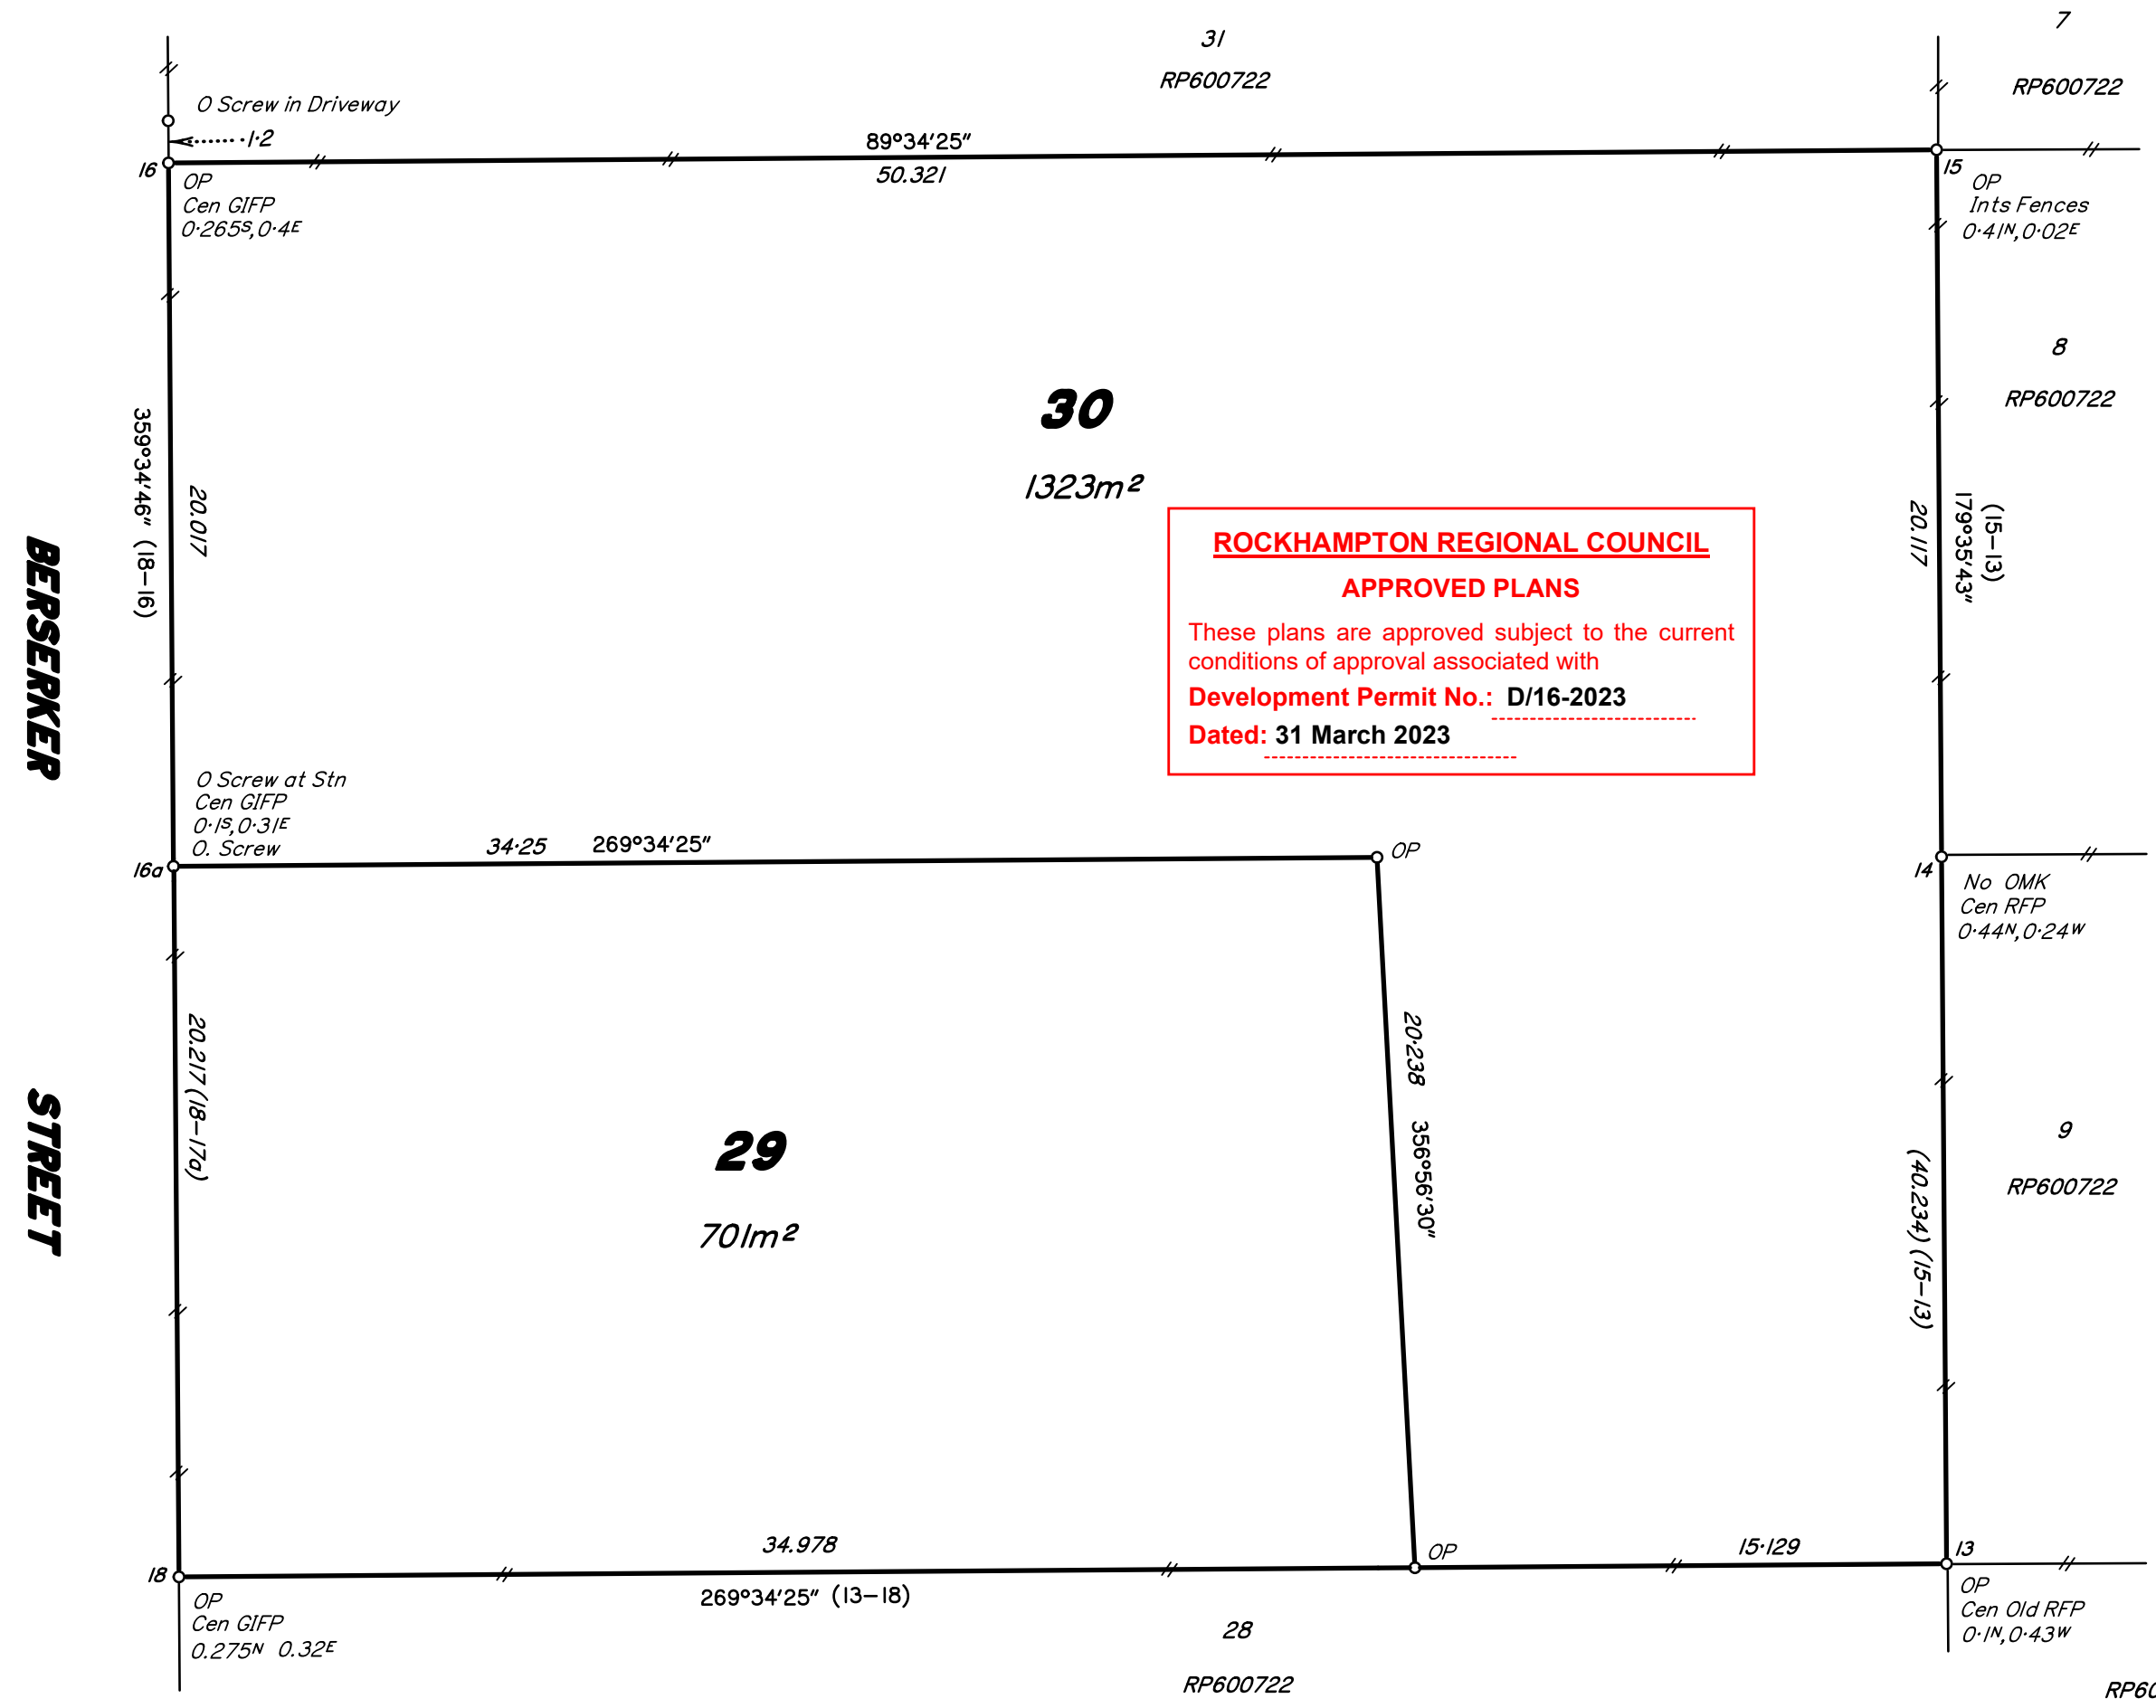 7
31
RP600722
RP600722
O Screw in Driveway
1·2
89°34'25"
50.321
16
OP
Cen GIFP
0·265S,0·4E
15
OP
Ints Fences
0·41N,0·02E
30
1323m²
8
RP600722
359°34'46" (18-16)
20.017
20.117
179°35'43"
(15-13)
BERSERKER STREET
ROCKHAMPTON REGIONAL COUNCIL
APPROVED PLANS
These plans are approved subject to the current
conditions of approval associated with
Development Permit No.: D/16-2023
Dated: 31 March 2023
O Screw at Stn
Cen GIFP
0·1S,0·31E
O. Screw
16a
34·25 269°34'25"
OP
14
No OMK
Cen RFP
0·44N,0·24W
20.217(18-17a)
20·238 356°56'30"
29
701m²
9
RP600722
(40.234)(15-13)
34.978
15·129
OP
13
18
269°34'25" (13-18)
OP
Cen GIFP
0.275N 0.32E
OP
Cen Old RFP
0·1N,0·43W
28
RP600722
RP60